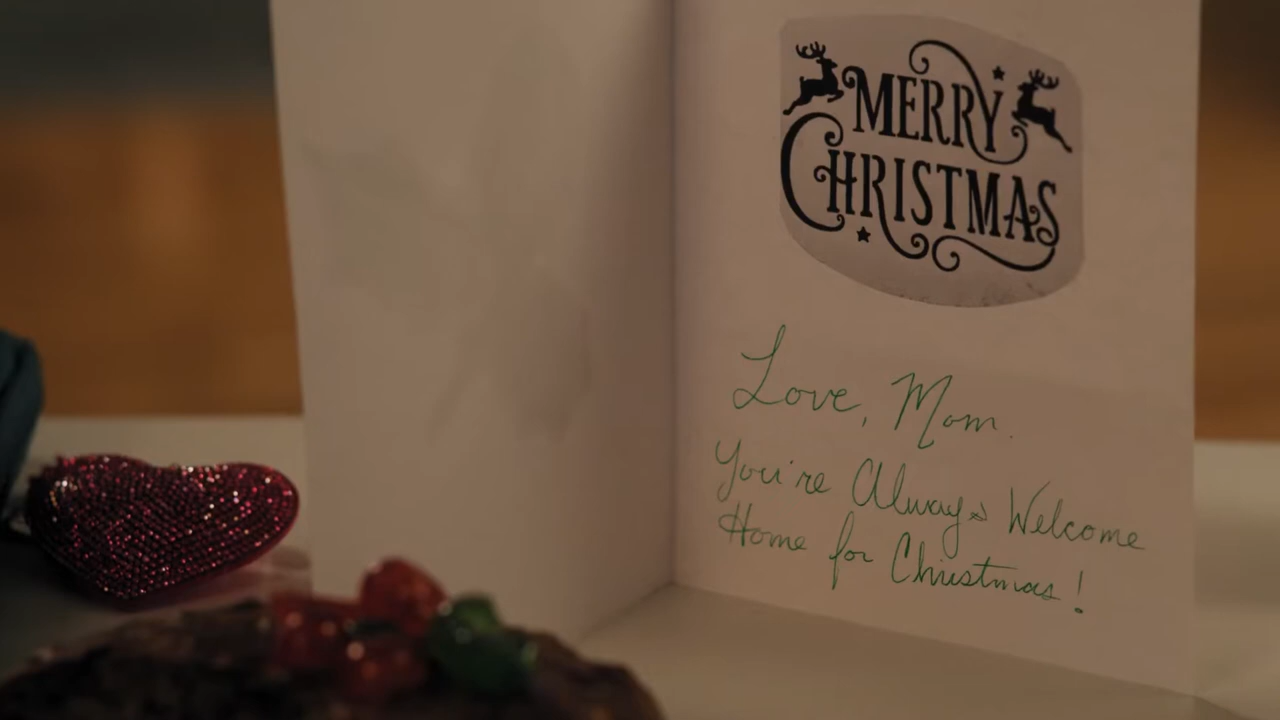 MERRY
CHRISTMAS
Love, Mom.
You're Always Welcome
Home for Christmas!